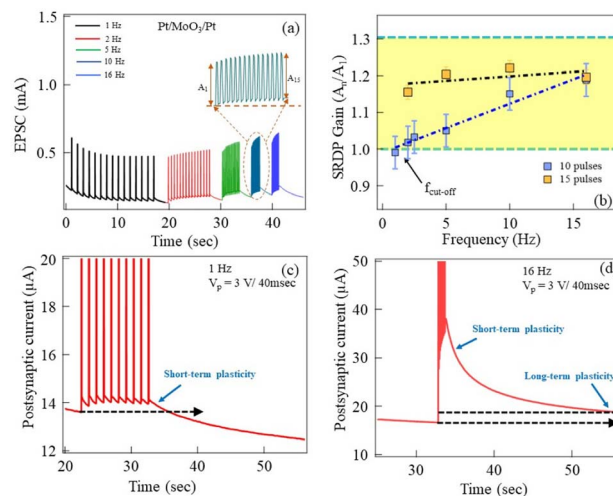 1 Hz
2 Hz
5 Hz
10 Hz
16 Hz
Pt/MoO3/Pt
(a)
A1
A15
1.5
1.0
0.5
EPSC (mA)
0 10 20 30 40
Time (sec)
1.3
1.2
1.1
1.0
0.9
SRDP Gain (An/A1)
fcut-off
10 pulses
15 pulses
(b)
0 5 10 15
Frequency (Hz)
20
18
16
14
12
Postsynaptic current (μA)
(c)
1 Hz
Vp = 3 V/ 40msec
Short-term plasticity
20 30 40 50
Time (sec)
50
40
30
20
10
Postsynaptic current (μA)
(d)
16 Hz
Vp = 3 V/ 40msec
Short-term plasticity
Long-term plasticity
30 40 50
Time (sec)